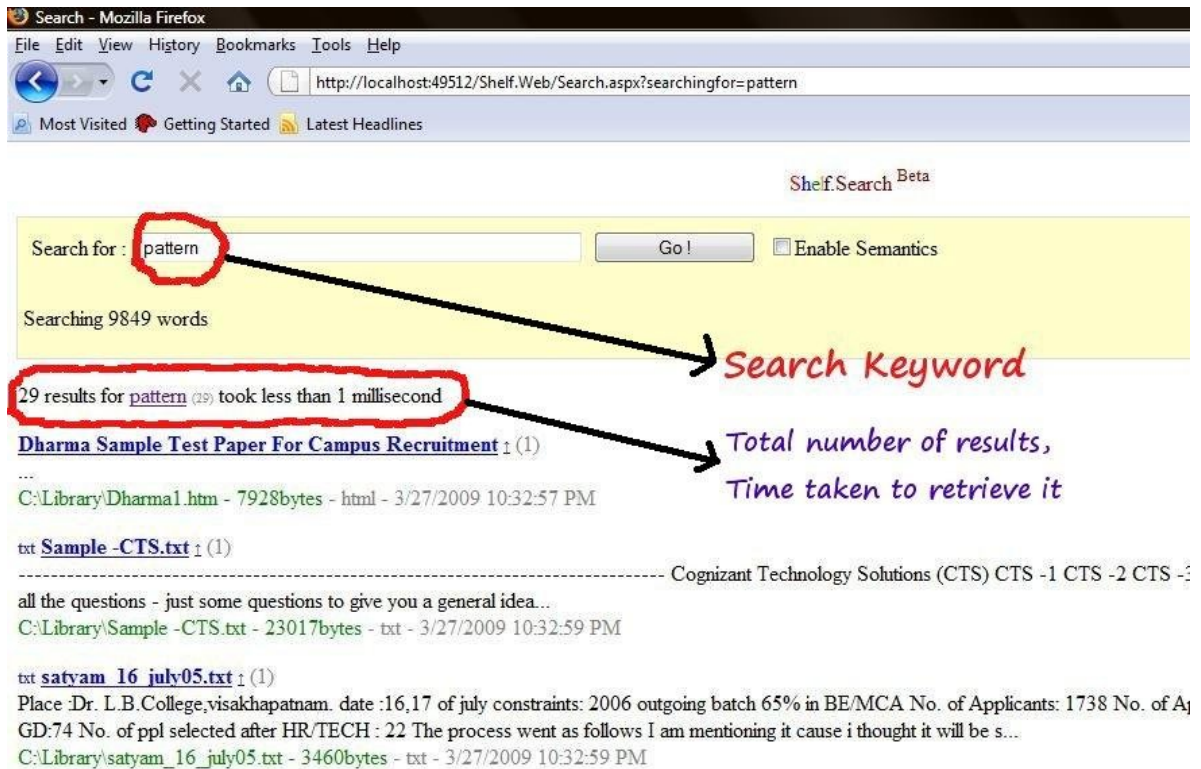 Search - Mozilla Firefox
File Edit View History Bookmarks Tools Help
http://localhost:49512/Shelf.Web/Search.aspx?searchingfor=pattern
Most Visited Getting Started Latest Headlines
Shelf.Search Beta
Search for : pattern Go ! Enable Semantics
Searching 9849 words
Search Keyword
29 results for pattern (29) took less than 1 millisecond
Total number of results,
Time taken to retrieve it
Dharma Sample Test Paper For Campus Recruitment ↑ (1)
...
C:\Library\Dharma1.htm - 7928bytes - html - 3/27/2009 10:32:57 PM
txt Sample -CTS.txt ↑ (1)
-------------------------------------------------------------------------------- Cognizant Technology Solutions (CTS) CTS -1 CTS -2 CTS -3
all the questions - just some questions to give you a general idea...
C:\Library\Sample -CTS.txt - 23017bytes - txt - 3/27/2009 10:32:59 PM
txt satyam_16_july05.txt ↑ (1)
Place :Dr. L.B.College,visakhapatnam. date :16,17 of july constraints: 2006 outgoing batch 65% in BE/MCA No. of Applicants: 1738 No. of Ap
GD:74 No. of ppl selected after HR/TECH : 22 The process went as follows I am mentioning it cause i thought it will be s...
C:\Library\satyam_16_july05.txt - 3460bytes - txt - 3/27/2009 10:32:59 PM